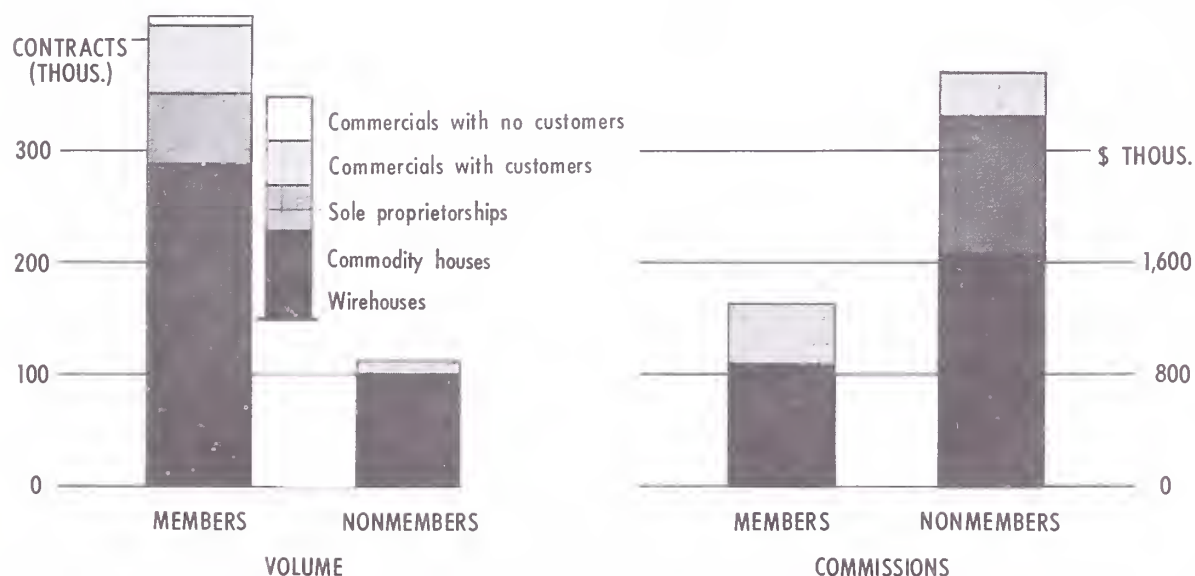 CONTRACTS
(THOUS.)
300
200
100
0
Commercials with no customers
Commercials with customers
Sole proprietorships
Commodity houses
Wirehouses
MEMBERS
NONMEMBERS
VOLUME
$ THOUS.
1,600
800
0
MEMBERS
NONMEMBERS
COMMISSIONS